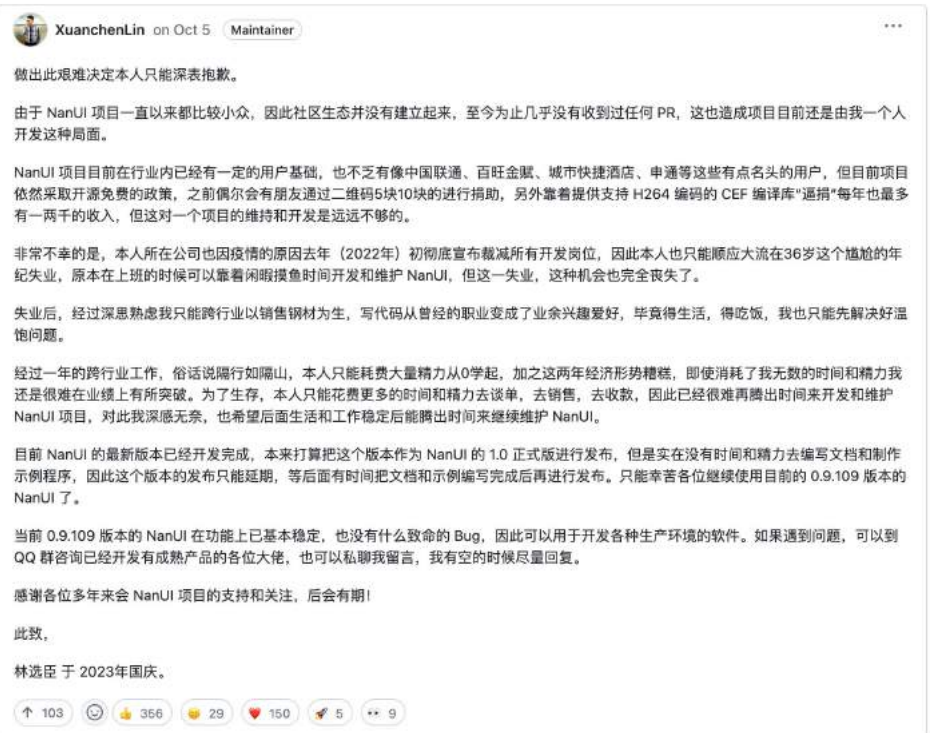 XuanchenLin on Oct 5 Maintainer
做出此艰难决定本人只能深表抱歉。
由于 NanUI 项目一直以来都比较小众，因此社区生态并没有建立起来，至今为止几乎没有收到过任何 PR，这也造成项目目前还是由我一个人
开发这种局面。
NanUI 项目目前在行业内已经有一定的用户基础，也不乏有像中国联通、百旺金赋、城市快捷酒店、申通等这些有点名头的用户，但目前项目
依然采取开源免费的政策，之前偶尔会有朋友通过二维码5块10块的进行捐助，另外靠着提供支持 H264 编码的 CEF 编译库“逼捐”每年也最多
有一两千的收入，但这对一个项目的维持和开发是远远不够的。
非常不幸的是，本人所在公司也因疫情的原因去年（2022年）初彻底宣布裁减所有开发岗位，因此本人也只能顺应大流在36岁这个尴尬的年
纪失业，原本在上班的时候可以靠着闲暇摸鱼时间开发和维护 NanUI，但这一失业，这种机会也完全丧失了。
失业后，经过深思熟虑我只能跨行业以销售钢材为生，写代码从曾经的职业变成了业余兴趣爱好，毕竟得生活，得吃饭，我也只能先解决好温
饱问题。
经过一年的跨行业工作，俗话说隔行如隔山，本人只能耗费大量精力从0学起，加之这两年经济形势糟糕，即使消耗了我无数的时间和精力我
还是很难在业绩上有所突破。为了生存，本人只能花费更多的时间和精力去谈单，去销售，去收款，因此已经很难再腾出时间来开发和维护
NanUI 项目，对此我深感无奈，也希望后面生活和工作稳定后能腾出时间来继续维护 NanUI。
目前 NanUI 的最新版本已经开发完成，本来打算把这个版本作为 NanUI 的 1.0 正式版进行发布，但是实在没有时间和精力去编写文档和制作
示例程序，因此这个版本的发布只能延期，等后面有时间把文档和示例编写完成后再进行发布。只能幸苦各位继续使用目前的 0.9.109 版本的
NanUI 了。
当前 0.9.109 版本的 NanUI 在功能上已基本稳定，也没有什么致命的 Bug，因此可以用于开发各种生产环境的软件。如果遇到问题，可以到
QQ 群咨询已经开发有成熟产品的各位大佬，也可以私聊我留言，我有空的时候尽量回复。
感谢各位多年来会 NanUI 项目的支持和关注，后会有期！
此致，
林选臣 于 2023年国庆。
103 356 29 150 5 9